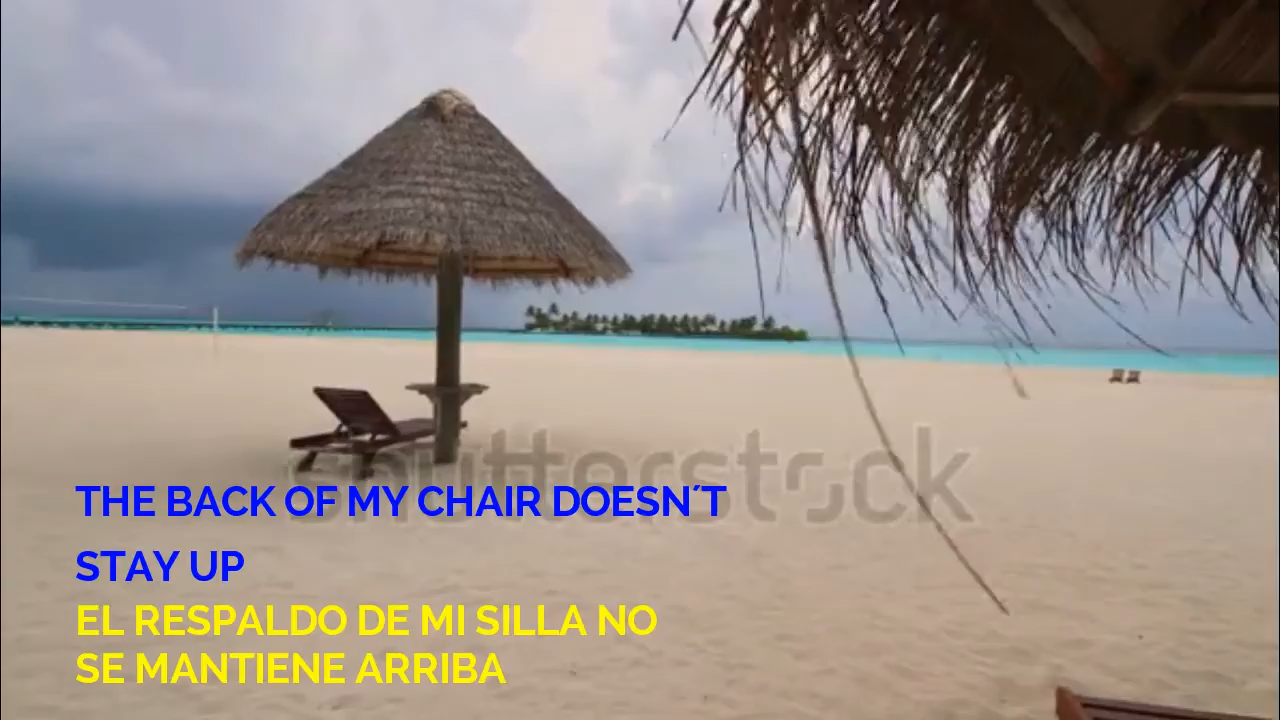 shutterstock
THE BACK OF MY CHAIR DOESN´T
STAY UP
EL RESPALDO DE MI SILLA NO
SE MANTIENE ARRIBA